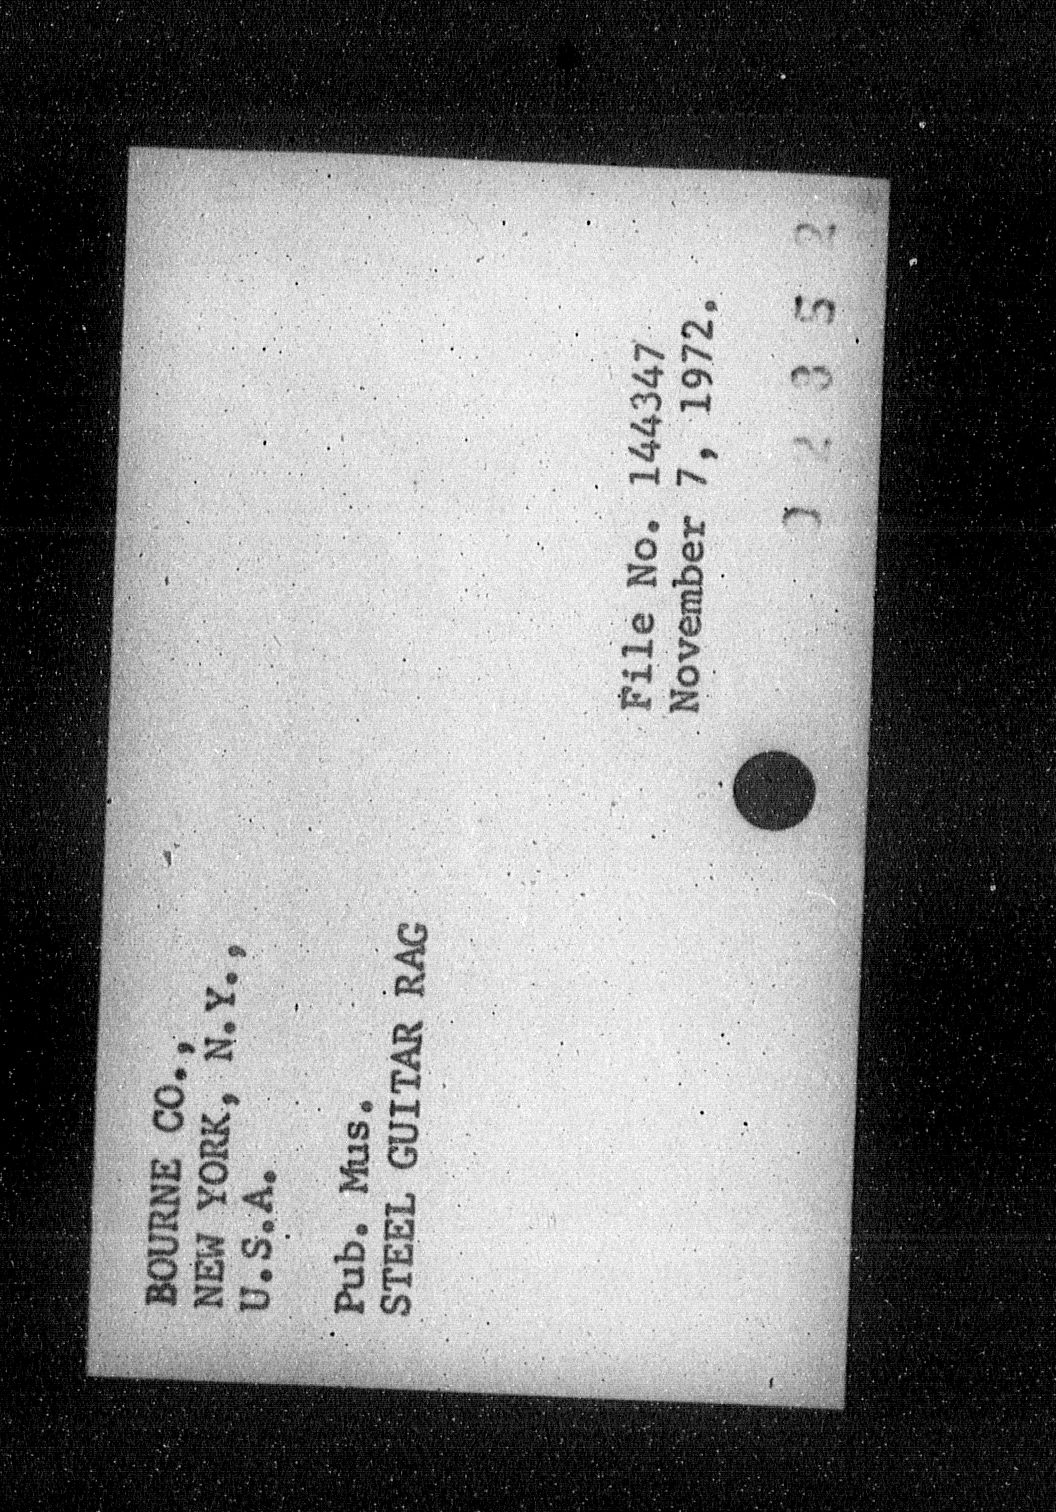 BOURNE CO.,
NEW YORK, N.Y.,
U.S.A.
Pub. Mus.
STEEL GUITAR RAG
File No. 144347
November 7, 1972.